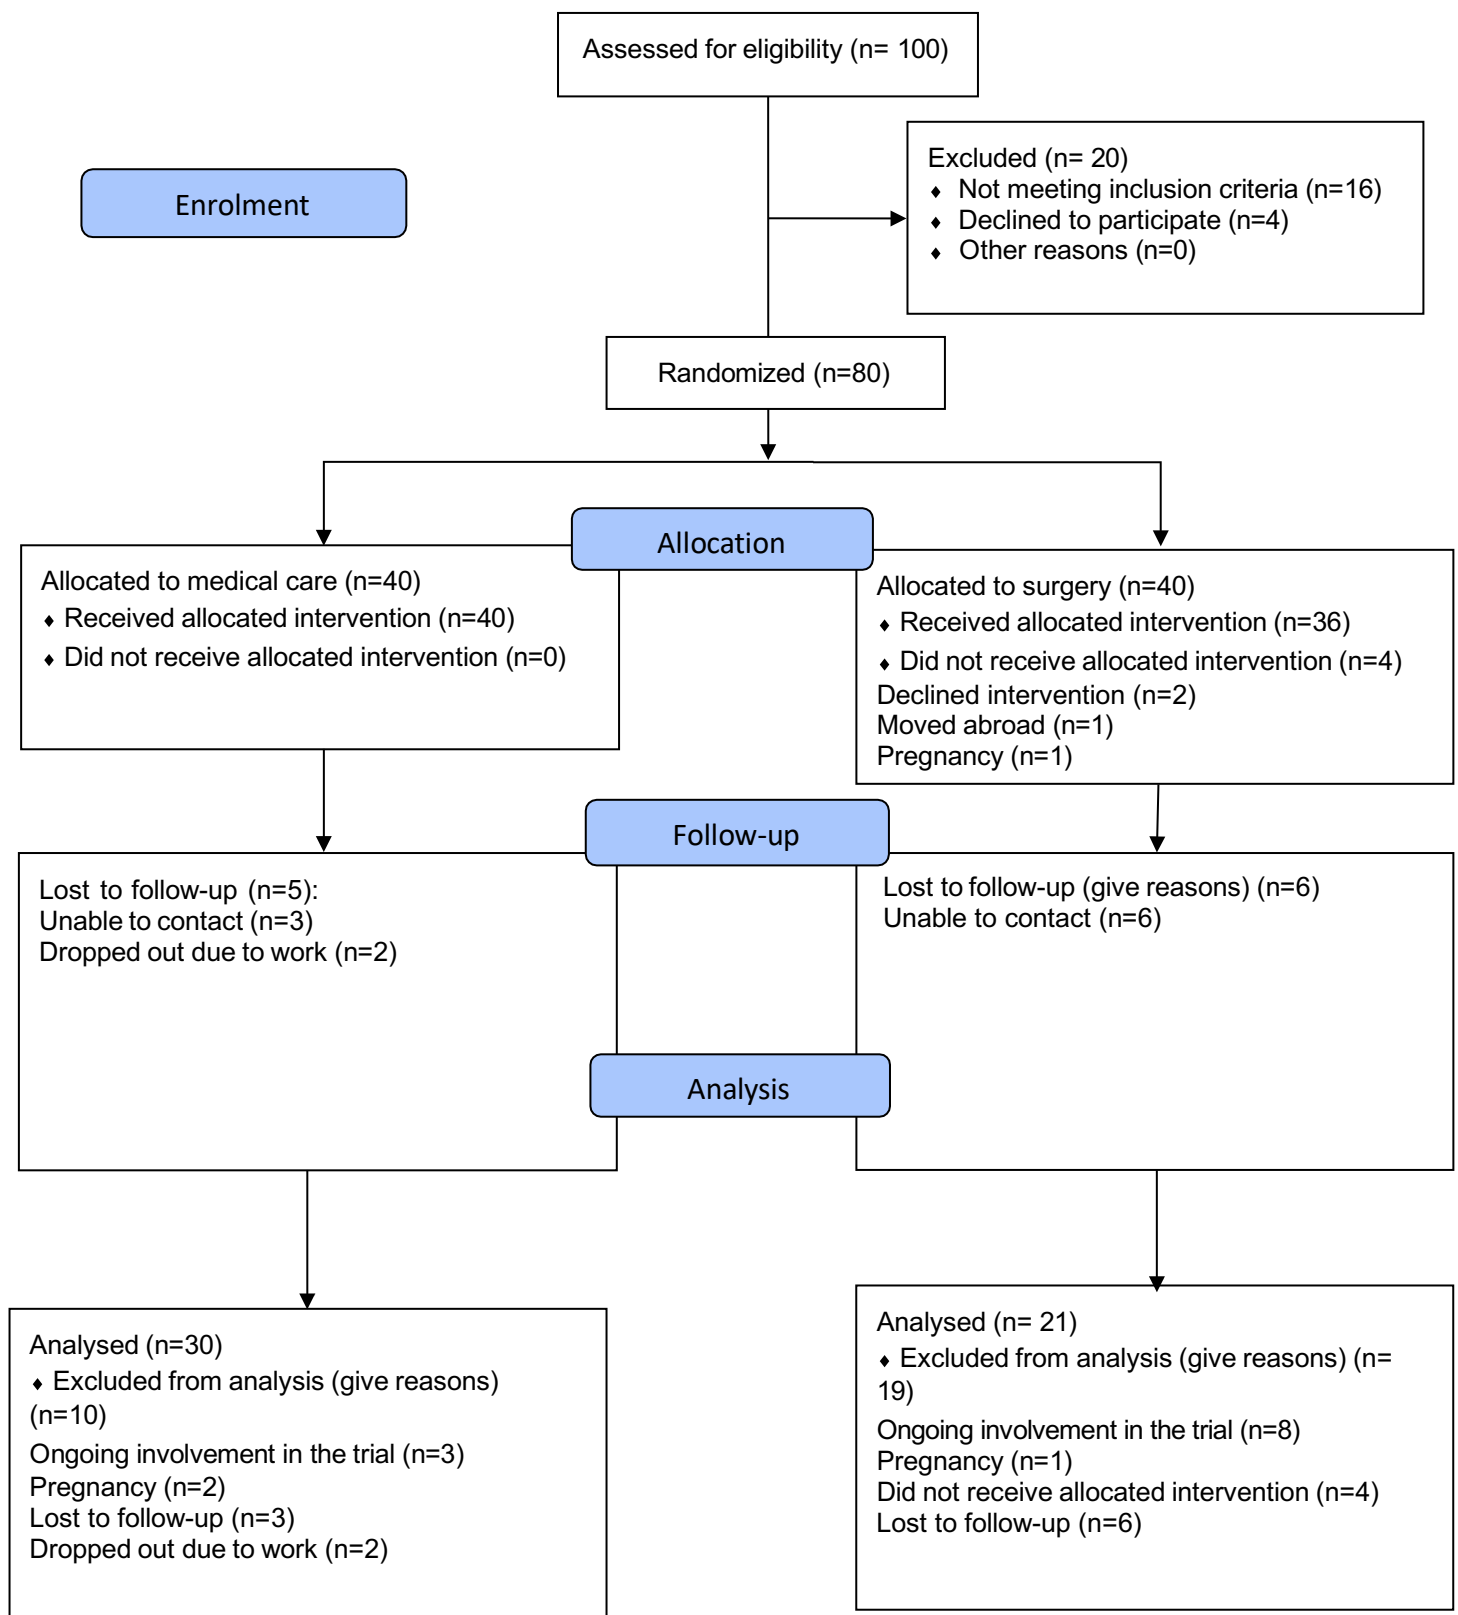 Assessed for eligibility (n= 100)
Excluded (n= 20)
♦ Not meeting inclusion criteria (n=16)
♦ Declined to participate (n=4)
♦ Other reasons (n=0)
Enrolment
Randomized (n=80)
Allocation
Allocated to medical care (n=40)
♦ Received allocated intervention (n=40)
♦ Did not receive allocated intervention (n=0)
Allocated to surgery (n=40)
♦ Received allocated intervention (n=36)
♦ Did not receive allocated intervention (n=4)
Declined intervention (n=2)
Moved abroad (n=1)
Pregnancy (n=1)
Follow-up
Lost to follow-up (n=5):
Unable to contact (n=3)
Dropped out due to work (n=2)
Lost to follow-up (give reasons) (n=6)
Unable to contact (n=6)
Analysis
Analysed (n=30)
♦ Excluded from analysis (give reasons)
(n=10)
Ongoing involvement in the trial (n=3)
Pregnancy (n=2)
Lost to follow-up (n=3)
Dropped out due to work (n=2)
Analysed (n= 21)
♦ Excluded from analysis (give reasons) (n=
19)
Ongoing involvement in the trial (n=8)
Pregnancy (n=1)
Did not receive allocated intervention (n=4)
Lost to follow-up (n=6)